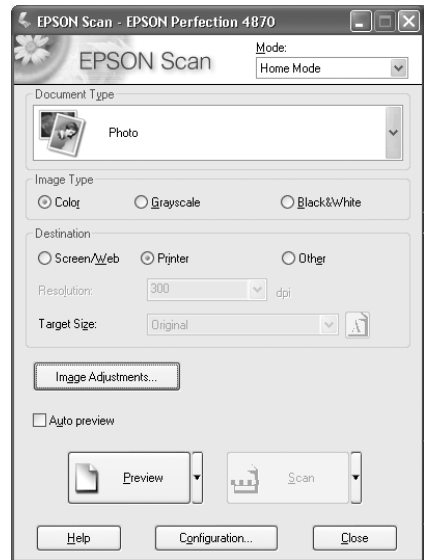 EPSON Scan - EPSON Perfection 4870
EPSON Scan
Mode:
Home Mode
Document Type
Photo
Image Type
Color Grayscale Black&White
Destination
Screen/Web Printer Other
Resolution: 300 dpi
Target Size: Original
Image Adjustments...
Auto preview
Preview Scan
Help Configuration... Close